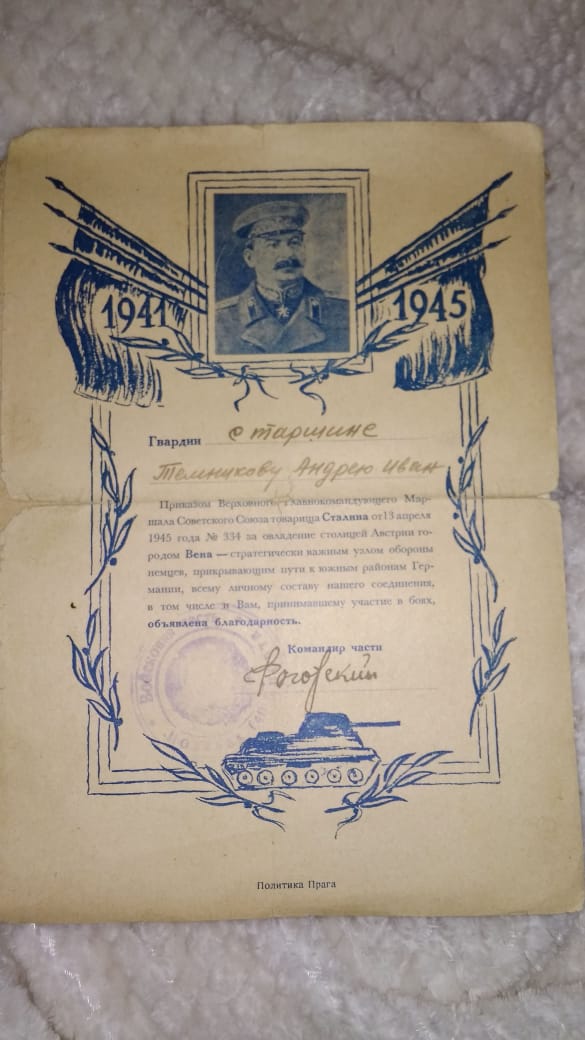 1941
1945
Гвардии старшине
Темникову Андрею Иван
Приказом Верховного Главнокомандующего Мар-
шала Советского Союза товарища Сталина от 13 апреля
1945 года № 334 за овладение столицей Австрии го-
родом Вена — стратегически важным узлом обороны
немцев, прикрывающим пути к южным районам Гер-
мании, всему личному составу нашего соединения,
в том числе и Вам, принимавшему участие в боях,
объявлена благодарность.
Командир части
Роговский
Политика Прага